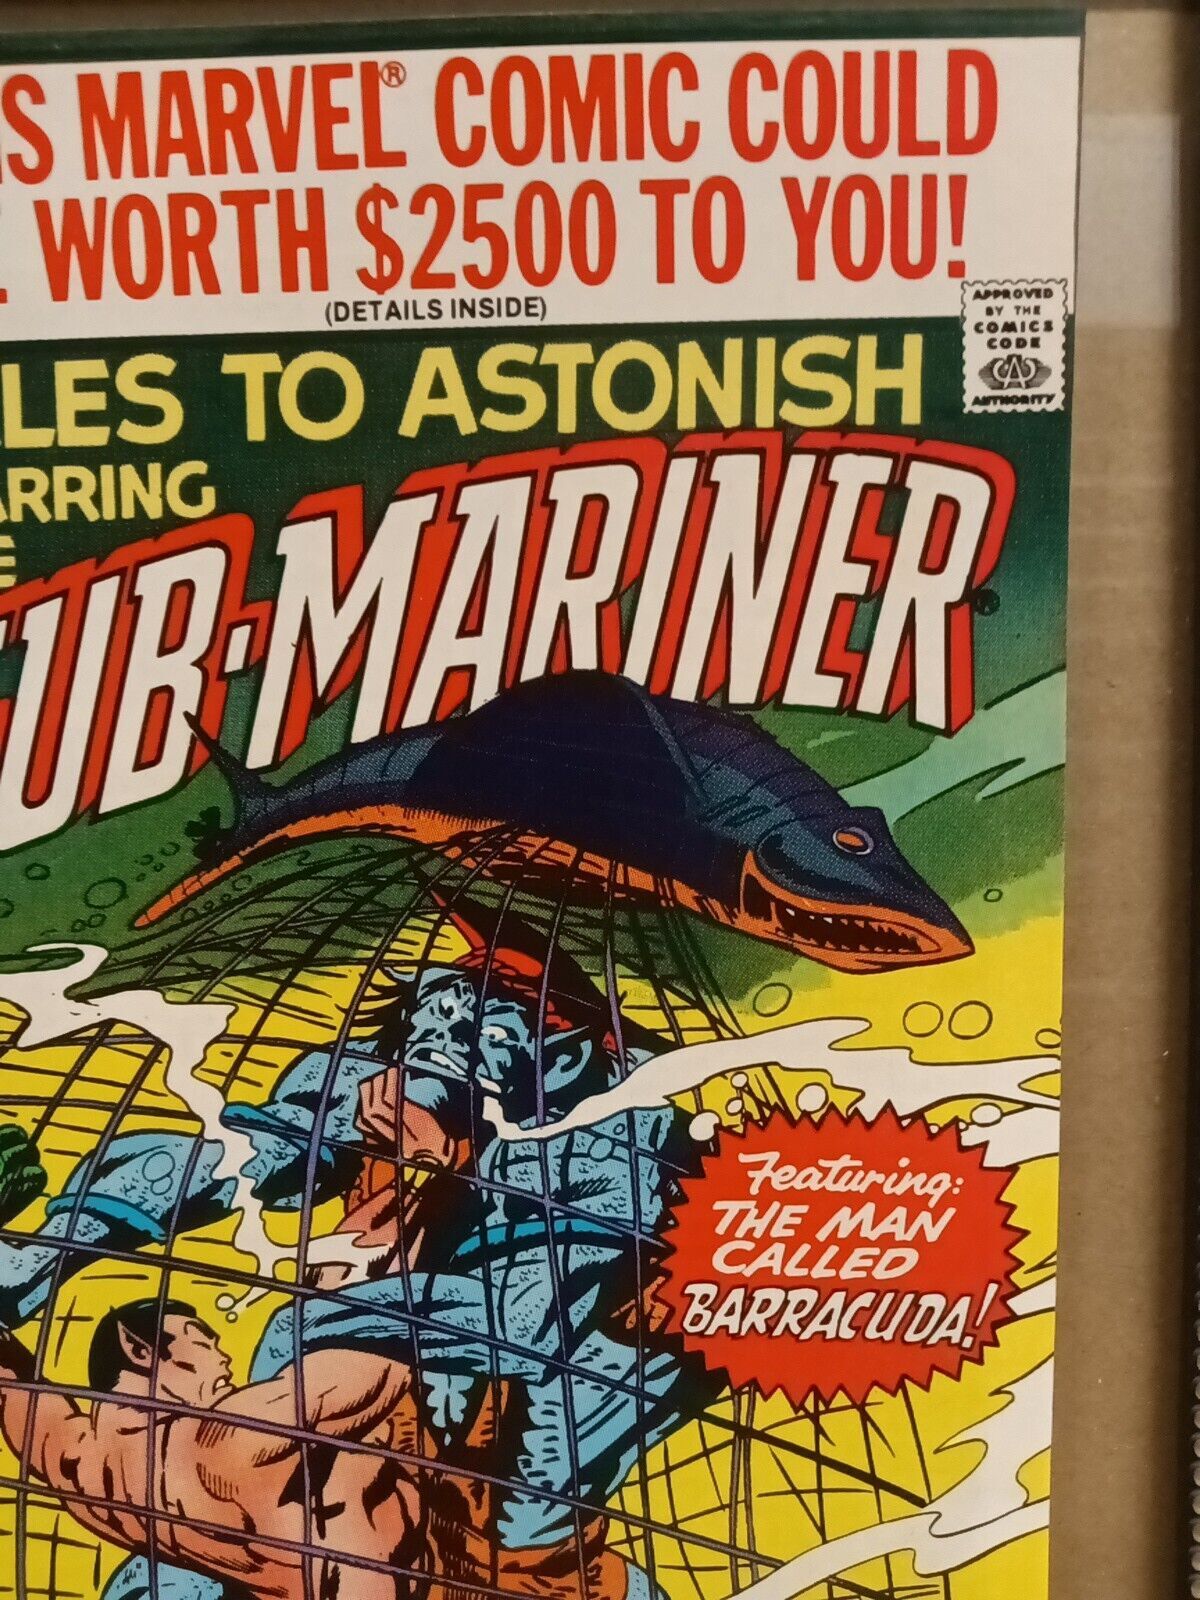 S MARVEL® COMIC COULD
WORTH $2500 TO YOU!
(DETAILS INSIDE)
APPROVED
BY THE
COMICS
CODE
A
AUTHORITY
LES TO ASTONISH
ARRING
E
UB-MARINER
Featuring:
THE MAN
CALLED
BARRACUDA!